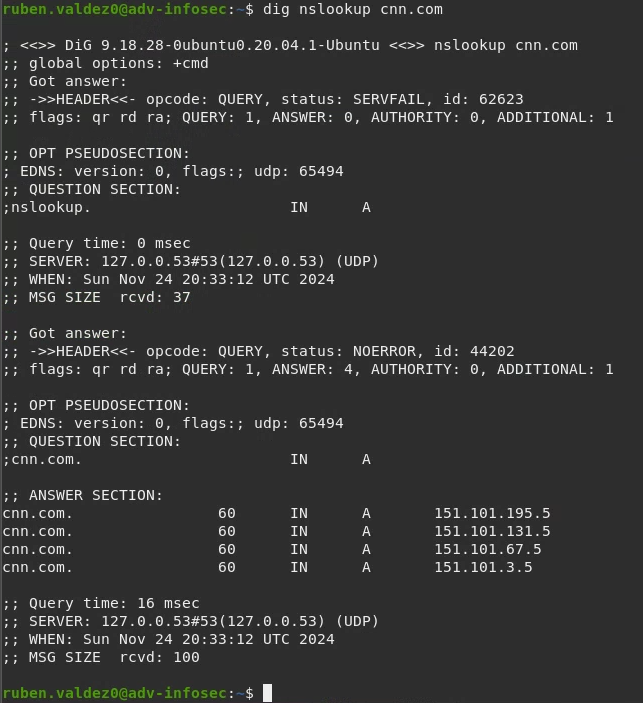 ruben.valdez0@adv-infosec:~$ dig nslookup cnn.com

; <<>> DiG 9.18.28-0ubuntu0.20.04.1-Ubuntu <<>> nslookup cnn.com
;; global options: +cmd
;; Got answer:
;; ->>HEADER<<- opcode: QUERY, status: SERVFAIL, id: 62623
;; flags: qr rd ra; QUERY: 1, ANSWER: 0, AUTHORITY: 0, ADDITIONAL: 1

;; OPT PSEUDOSECTION:
; EDNS: version: 0, flags:; udp: 65494
;; QUESTION SECTION:
;nslookup.                      IN      A

;; Query time: 0 msec
;; SERVER: 127.0.0.53#53(127.0.0.53) (UDP)
;; WHEN: Sun Nov 24 20:33:12 UTC 2024
;; MSG SIZE  rcvd: 37

;; Got answer:
;; ->>HEADER<<- opcode: QUERY, status: NOERROR, id: 44202
;; flags: qr rd ra; QUERY: 1, ANSWER: 4, AUTHORITY: 0, ADDITIONAL: 1

;; OPT PSEUDOSECTION:
; EDNS: version: 0, flags:; udp: 65494
;; QUESTION SECTION:
;cnn.com.                       IN      A

;; ANSWER SECTION:
cnn.com.                60      IN      A       151.101.195.5
cnn.com.                60      IN      A       151.101.131.5
cnn.com.                60      IN      A       151.101.67.5
cnn.com.                60      IN      A       151.101.3.5

;; Query time: 16 msec
;; SERVER: 127.0.0.53#53(127.0.0.53) (UDP)
;; WHEN: Sun Nov 24 20:33:12 UTC 2024
;; MSG SIZE  rcvd: 100

ruben.valdez0@adv-infosec:~$